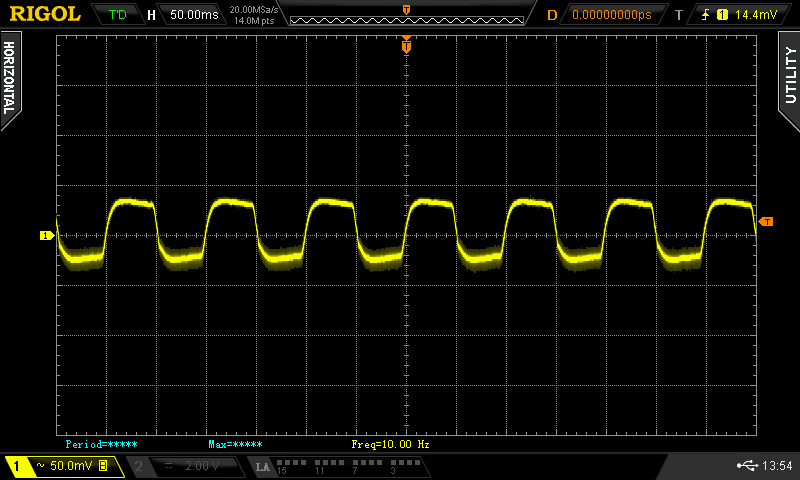 RIGOL T'D H 50.00ms 20.00MSa/s D 0.00000000ps T 1 14.4mV
14.0M pts
T
T
HORIZONTAL
UTILITY
1
T
Period=***** Max=***** Freq=10.00 Hz
1 ~ 50.0mV B 2 2.00 V LA 15 11 7 3 13:54